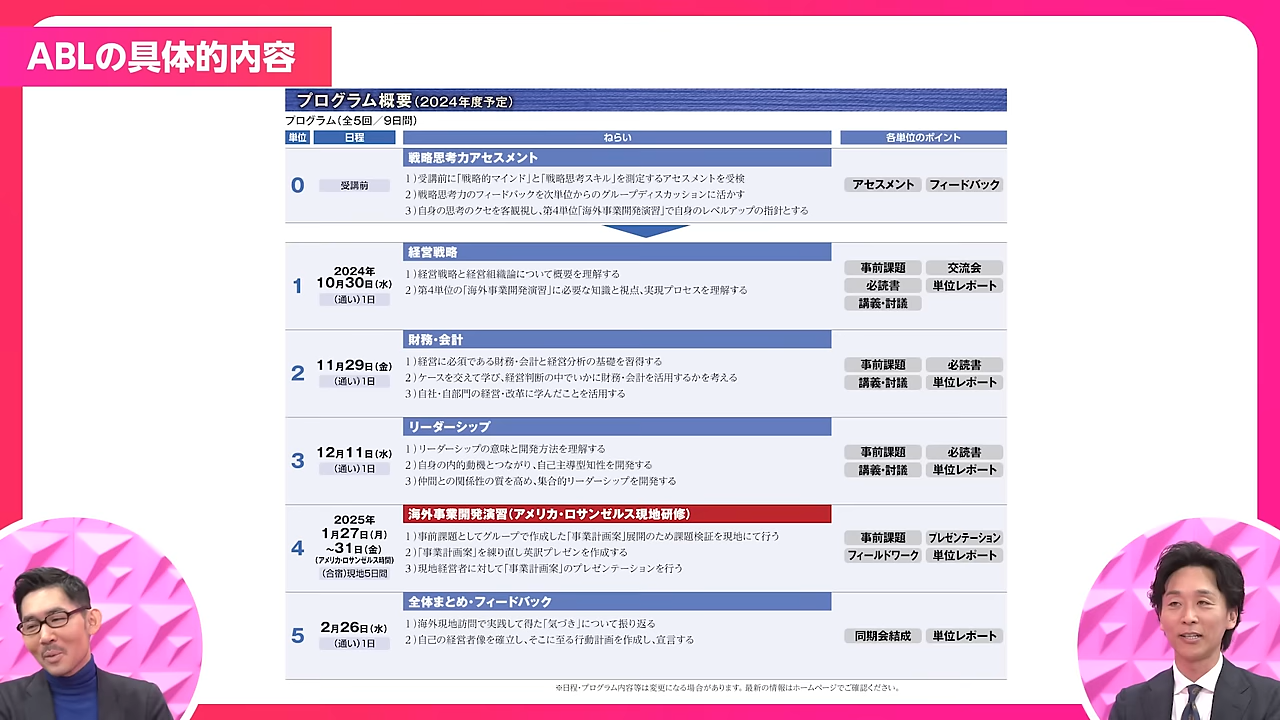 ABLの具体的内容
プログラム概要(2024年度予定)
プログラム(全5回/9日間)
単位 日程 ねらい 各単位のポイント
0 受講前
戦略思考力アセスメント
1)受講前に「戦略的マインド」と「戦略思考スキル」を測定するアセスメントを受検
2)戦略思考力のフィードバックを次単位からのグループディスカッションに活かす
3)自身の思考のクセを客観視し、第4単位「海外事業開発演習」で自身のレベルアップの指針とする
アセスメント フィードバック
1
2024年
10月30日(水)
(通い)1日
経営戦略
1)経営戦略と経営組織論について概要を理解する
2)第4単位の「海外事業開発演習」に必要な知識と視点、実現プロセスを理解する
事前課題 交流会
必読書 単位レポート
講義・討議
2
11月29日(金)
(通い)1日
財務・会計
1)経営に必須である財務・会計と経営分析の基礎を習得する
2)ケースを交えて学び、経営判断の中でいかに財務・会計を活用するかを考える
3)自社・自部門の経営・改革に学んだことを活用する
事前課題 必読書
講義・討議 単位レポート
3
12月11日(水)
(通い)1日
リーダーシップ
1)リーダーシップの意味と開発方法を理解する
2)自身の内的動機とつながり、自己主導型知性を開発する
3)仲間との関係性の質を高め、集合的リーダーシップを開発する
事前課題 必読書
講義・討議 単位レポート
4
2025年
1月27日(月)
～31日(金)
(アメリカ・ロサンゼルス時間)
(合宿)現地5日間
海外事業開発演習(アメリカ・ロサンゼルス現地研修)
1)事前課題としてグループで作成した「事業計画案」展開のため課題検証を現地にて行う
2)「事業計画案」を練り直し英訳プレゼンを作成する
3)現地経営者に対して「事業計画案」のプレゼンテーションを行う
事前課題 プレゼンテーション
フィールドワーク 単位レポート
5
2月26日(水)
(通い)1日
全体まとめ・フィードバック
1)海外現地訪問で実践して得た「気づき」について振り返る
2)自己の経営者像を確立し、そこに至る行動計画を作成し、宣言する
同期会結成 単位レポート
※日程・プログラム内容等は変更になる場合があります。最新の情報はホームページでご確認ください。